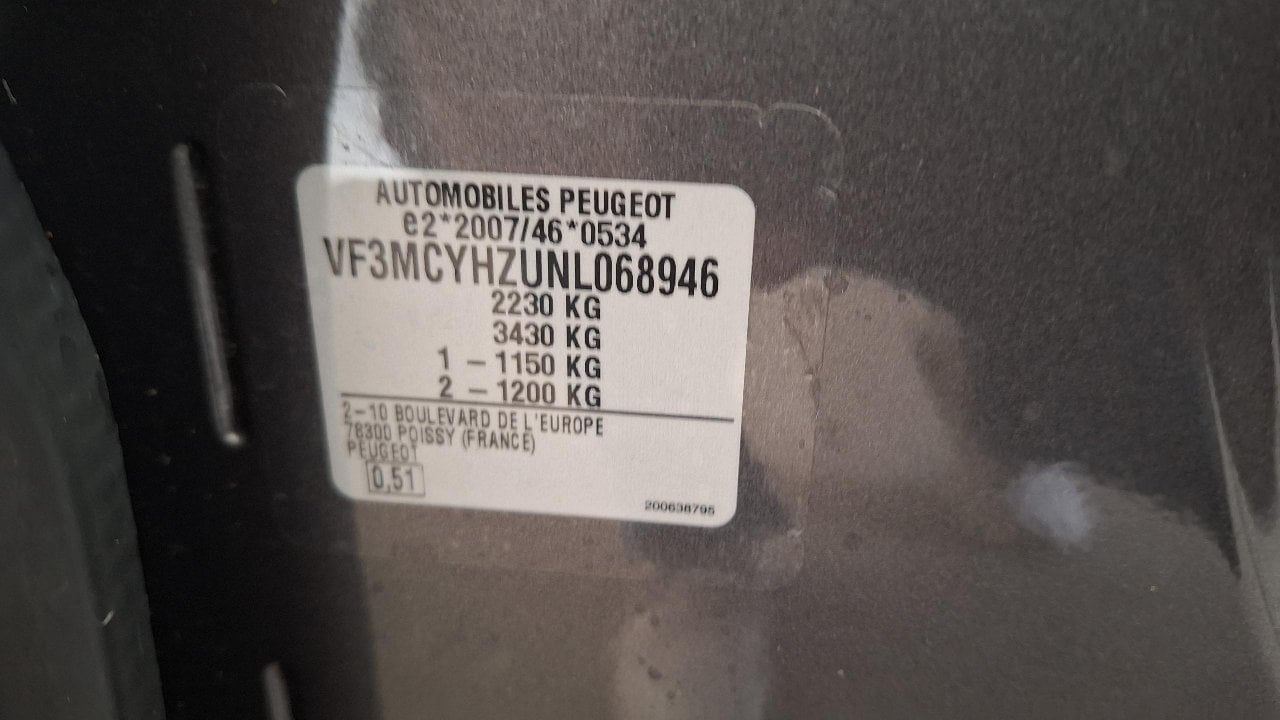 AUTOMOBILES PEUGEOT
e2*2007/46*0534
VF3MCYHZUNL068946
2230 KG
3430 KG
1 – 1150 KG
2 – 1200 KG
2–10 BOULEVARD DE L'EUROPE
78300 POISSY (FRANCE)
PEUGEOT
0,51
200638795